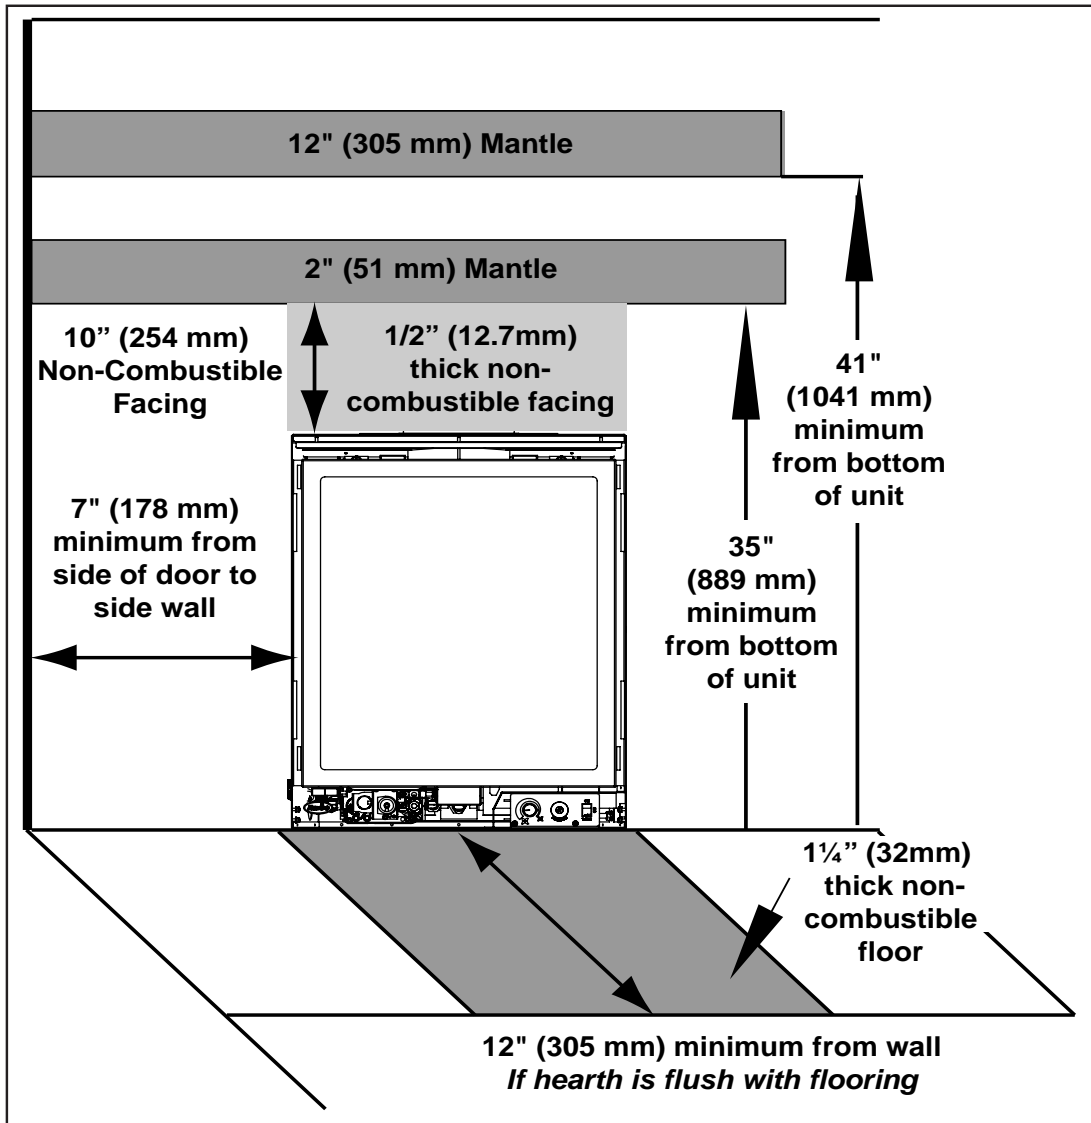 12" (305 mm) Mantle
2" (51 mm) Mantle
10” (254 mm)
Non-Combustible
Facing
1/2” (12.7mm)
thick non-
combustible facing
41"
(1041 mm)
minimum
from bottom
of unit
7" (178 mm)
minimum from
side of door to
side wall
35"
(889 mm)
minimum
from bottom
of unit
1¼” (32mm)
thick non-
combustible
floor
12" (305 mm) minimum from wall
If hearth is flush with flooring